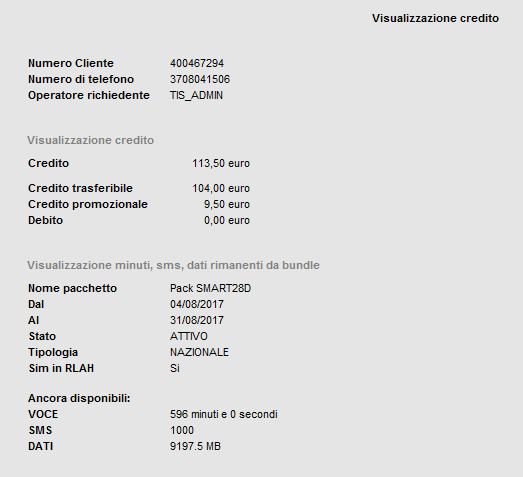 Visualizzazione credito
Numero Cliente 400467294
Numero di telefono 3708041506
Operatore richiedente TIS_ADMIN
Visualizzazione credito
Credito 113,50 euro
Credito trasferibile 104,00 euro
Credito promozionale 9,50 euro
Debito 0,00 euro
Visualizzazione minuti, sms, dati rimanenti da bundle
Nome pacchetto Pack SMART28D
Dal 04/08/2017
Al 31/08/2017
Stato ATTIVO
Tipologia NAZIONALE
Sim in RLAH Si
Ancora disponibili:
VOCE 596 minuti e 0 secondi
SMS 1000
DATI 9197.5 MB